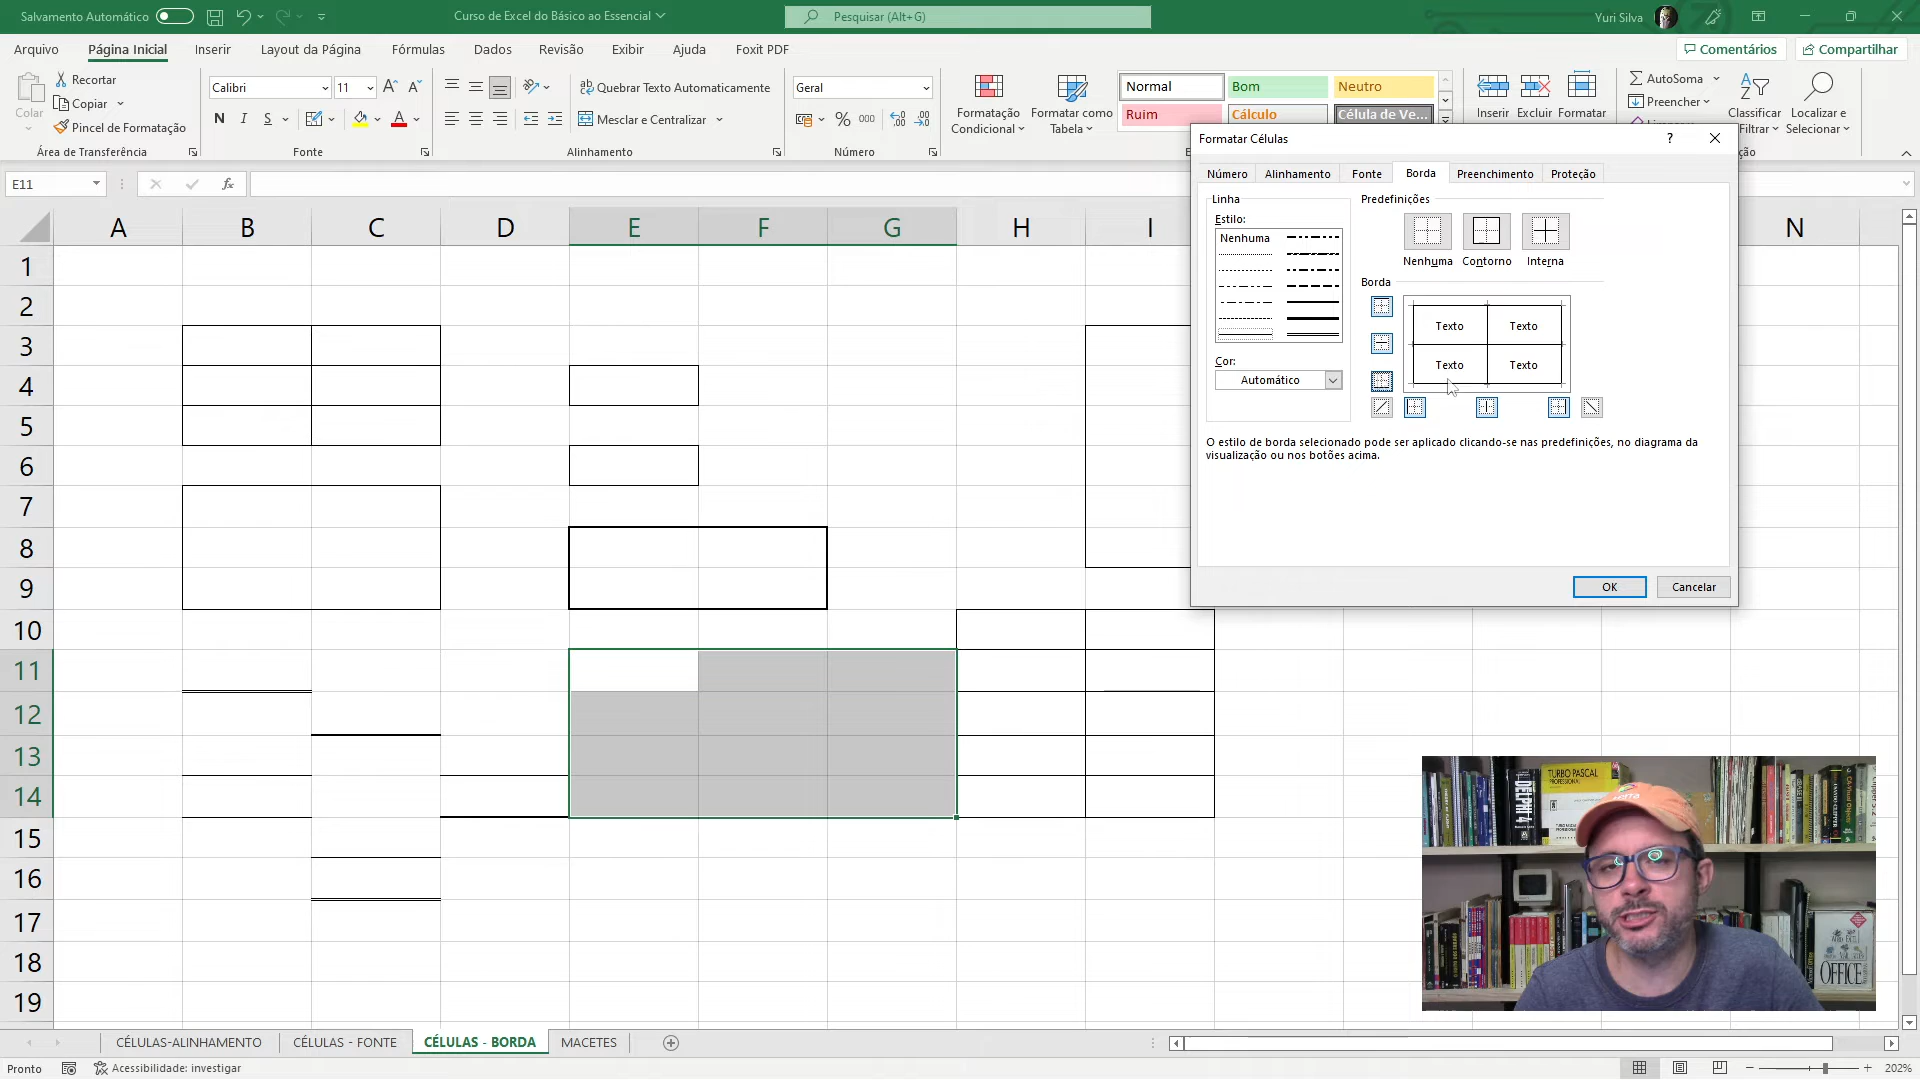 Salvamento Automático
Curso de Excel do Básico ao Essencial
Pesquisar (Alt+G)
Yuri Silva
Arquivo
Página Inicial
Inserir
Layout da Página
Fórmulas
Dados
Revisão
Exibir
Ajuda
Foxit PDF
Comentários
Compartilhar
Colar
Recortar
Copiar
Pincel de Formatação
Área de Transferência
Calibri
11
N I S
Fonte
Quebrar Texto Automaticamente
Mesclar e Centralizar
Alinhamento
Geral
% 000
Número
Formatação Condicional
Formatar como Tabela
Normal
Bom
Neutro
Ruim
Cálculo
Célula de Ve...
Inserir
Excluir
Formatar
AutoSoma
Preencher
Classificar
Filtrar
Localizar e
Selecionar
E11
fx
A B C D E F G H I N
1
2
3
4
5
6
7
8
9
10
11
12
13
14
15
16
17
18
19
Formatar Células
Número
Alinhamento
Fonte
Borda
Preenchimento
Proteção
Linha
Estilo:
Nenhuma
Cor:
Automático
Predefinições
Nenhuma
Contorno
Interna
Borda
Texto Texto
Texto Texto
O estilo de borda selecionado pode ser aplicado clicando-se nas predefinições, no diagrama da
visualização ou nos botões acima.
OK
Cancelar
TURBO PASCAL
PROFESSIONAL
DELPHI 4
OFFICE
CÉLULAS-ALINHAMENTO
CÉLULAS - FONTE
CÉLULAS - BORDA
MACETES
Pronto
Acessibilidade: investigar
202%